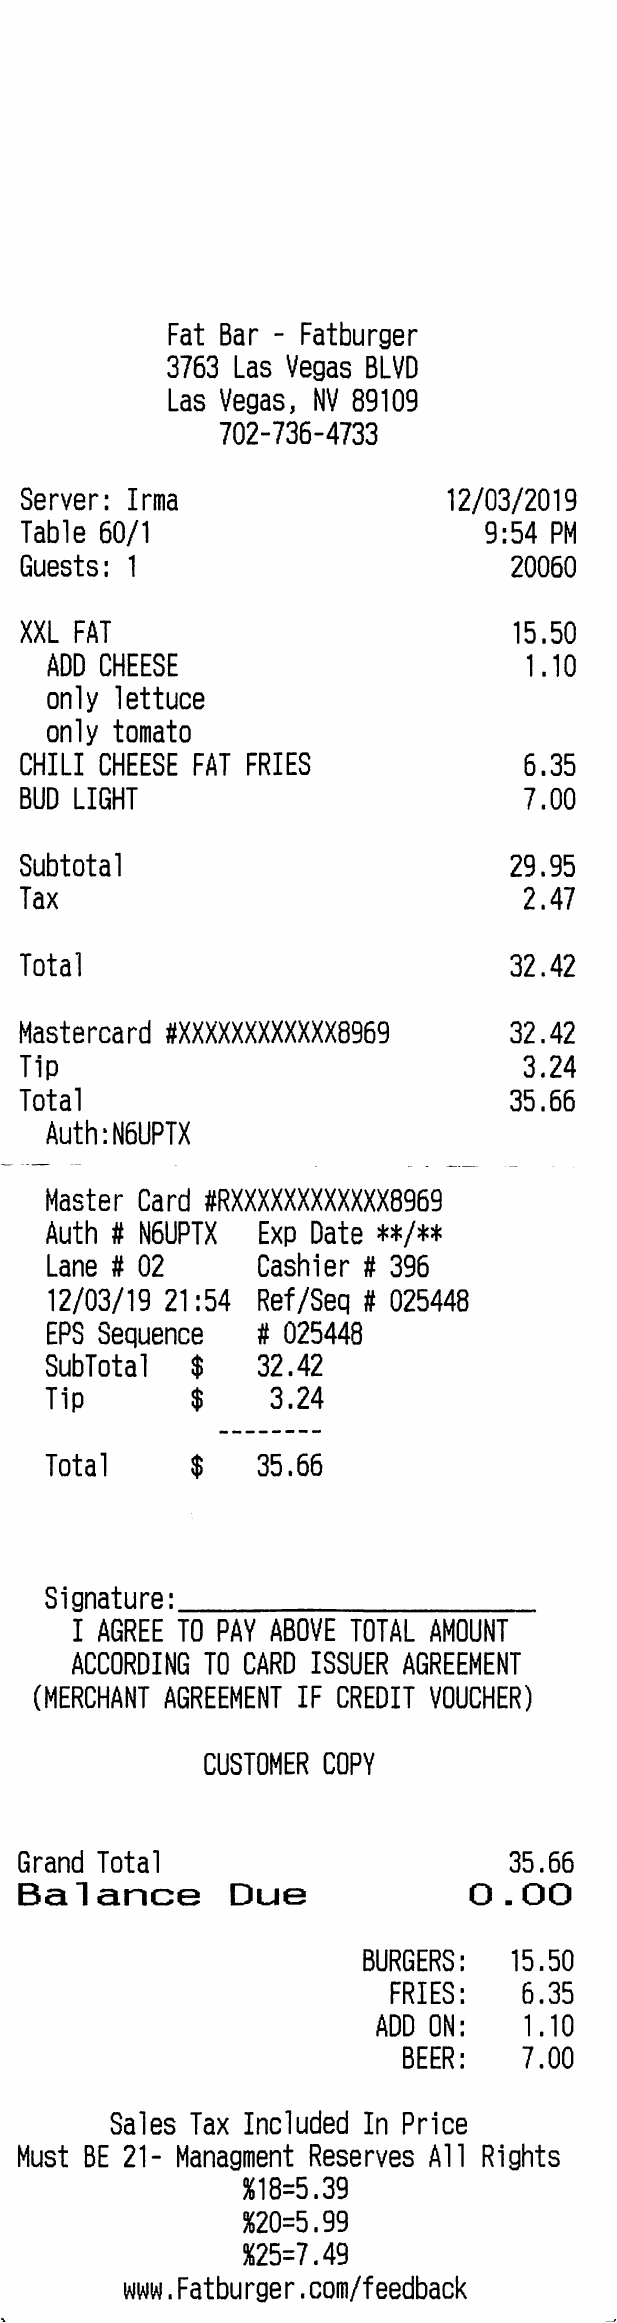 Fat Bar - Fatburger
3763 Las Vegas BLVD
Las Vegas, NV 89109
702-736-4733
Server: Irma 12/03/2019
Table 60/1 9:54 PM
Guests: 1 20060
XXL FAT 15.50
ADD CHEESE 1.10
only lettuce
only tomato
CHILI CHEESE FAT FRIES 6.35
BUD LIGHT 7.00
Subtotal 29.95
Tax 2.47
Total 32.42
Mastercard #XXXXXXXXXXXX8969 32.42
Tip 3.24
Total 35.66
Auth:N6UPTX
Master Card #RXXXXXXXXXXXX8969
Auth # N6UPTX Exp Date **/**
Lane # 02 Cashier # 396
12/03/19 21:54 Ref/Seq # 025448
EPS Sequence # 025448
SubTotal $ 32.42
Tip $ 3.24
--------
Total $ 35.66
Signature:___________________________
I AGREE TO PAY ABOVE TOTAL AMOUNT
ACCORDING TO CARD ISSUER AGREEMENT
(MERCHANT AGREEMENT IF CREDIT VOUCHER)
CUSTOMER COPY
Grand Total 35.66
Balance Due 0.00
BURGERS: 15.50
FRIES: 6.35
ADD ON: 1.10
BEER: 7.00
Sales Tax Included In Price
Must BE 21- Managment Reserves All Rights
%18=5.39
%20=5.99
%25=7.49
www.Fatburger.com/feedback